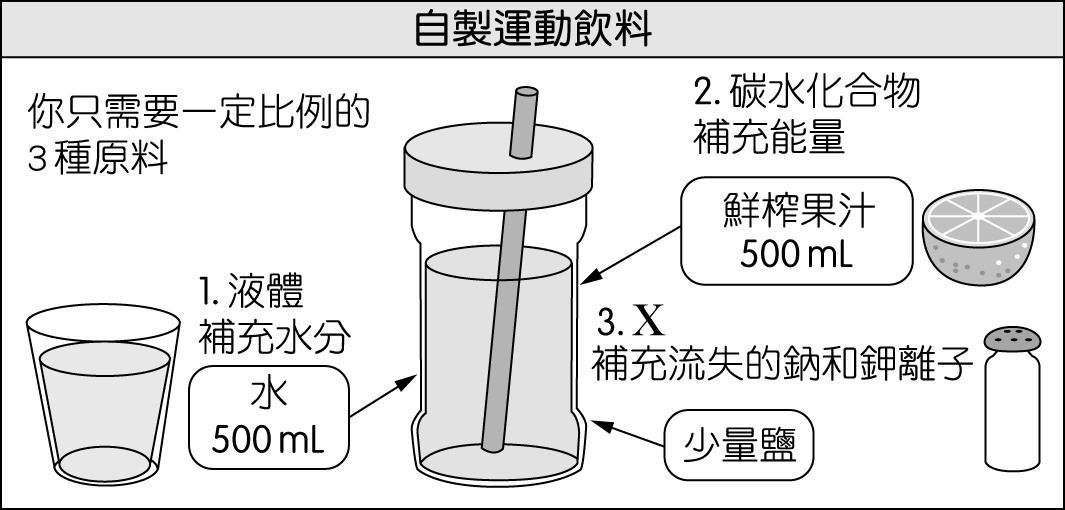 自製運動飲料
你只需要一定比例的
3種原料
1. 液體
補充水分
水
500 mL
2. 碳水化合物
補充能量
鮮榨果汁
500 mL
3. X
補充流失的鈉和鉀離子
少量鹽